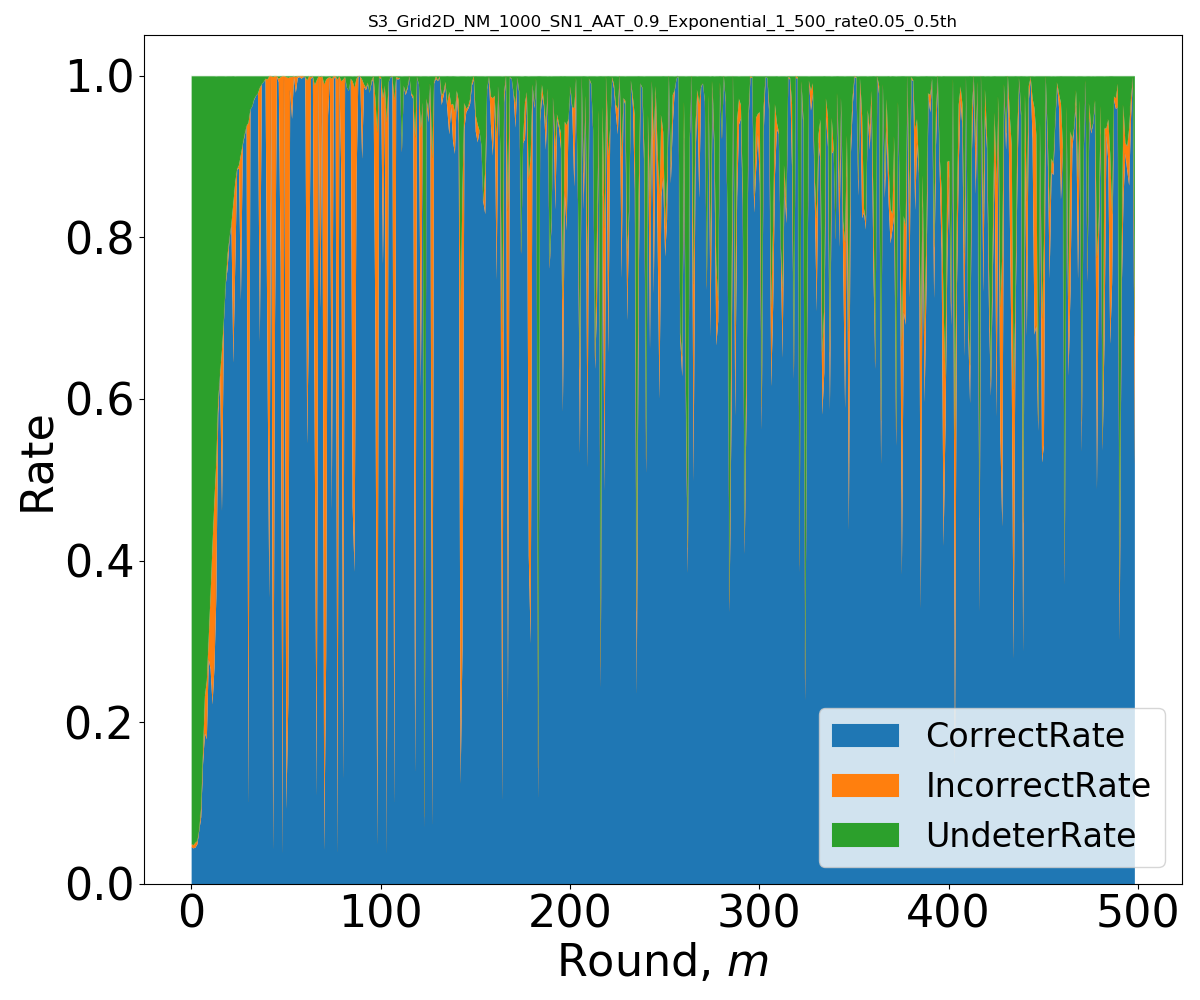 S3_Grid2D_NM_1000_SN1_AAT_0.9_Exponential_1_500_rate0.05_0.5th
1.0
0.8
0.6
0.4
0.2
0.0
Rate
CorrectRate
IncorrectRate
UndeterRate
0 100 200 300 400 500
Round, m